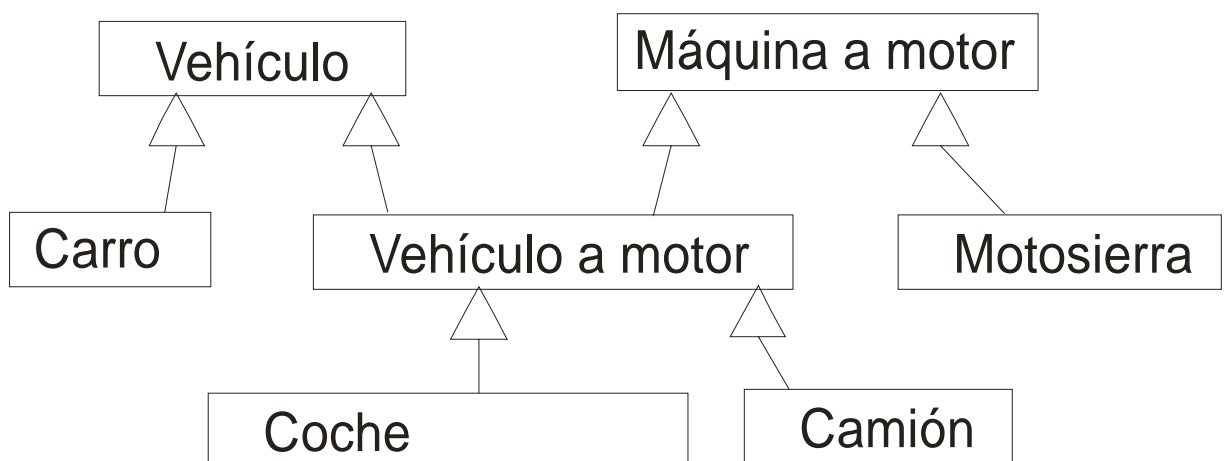 Vehículo
Máquina a motor
Carro
Vehículo a motor
Motosierra
Coche
Camión